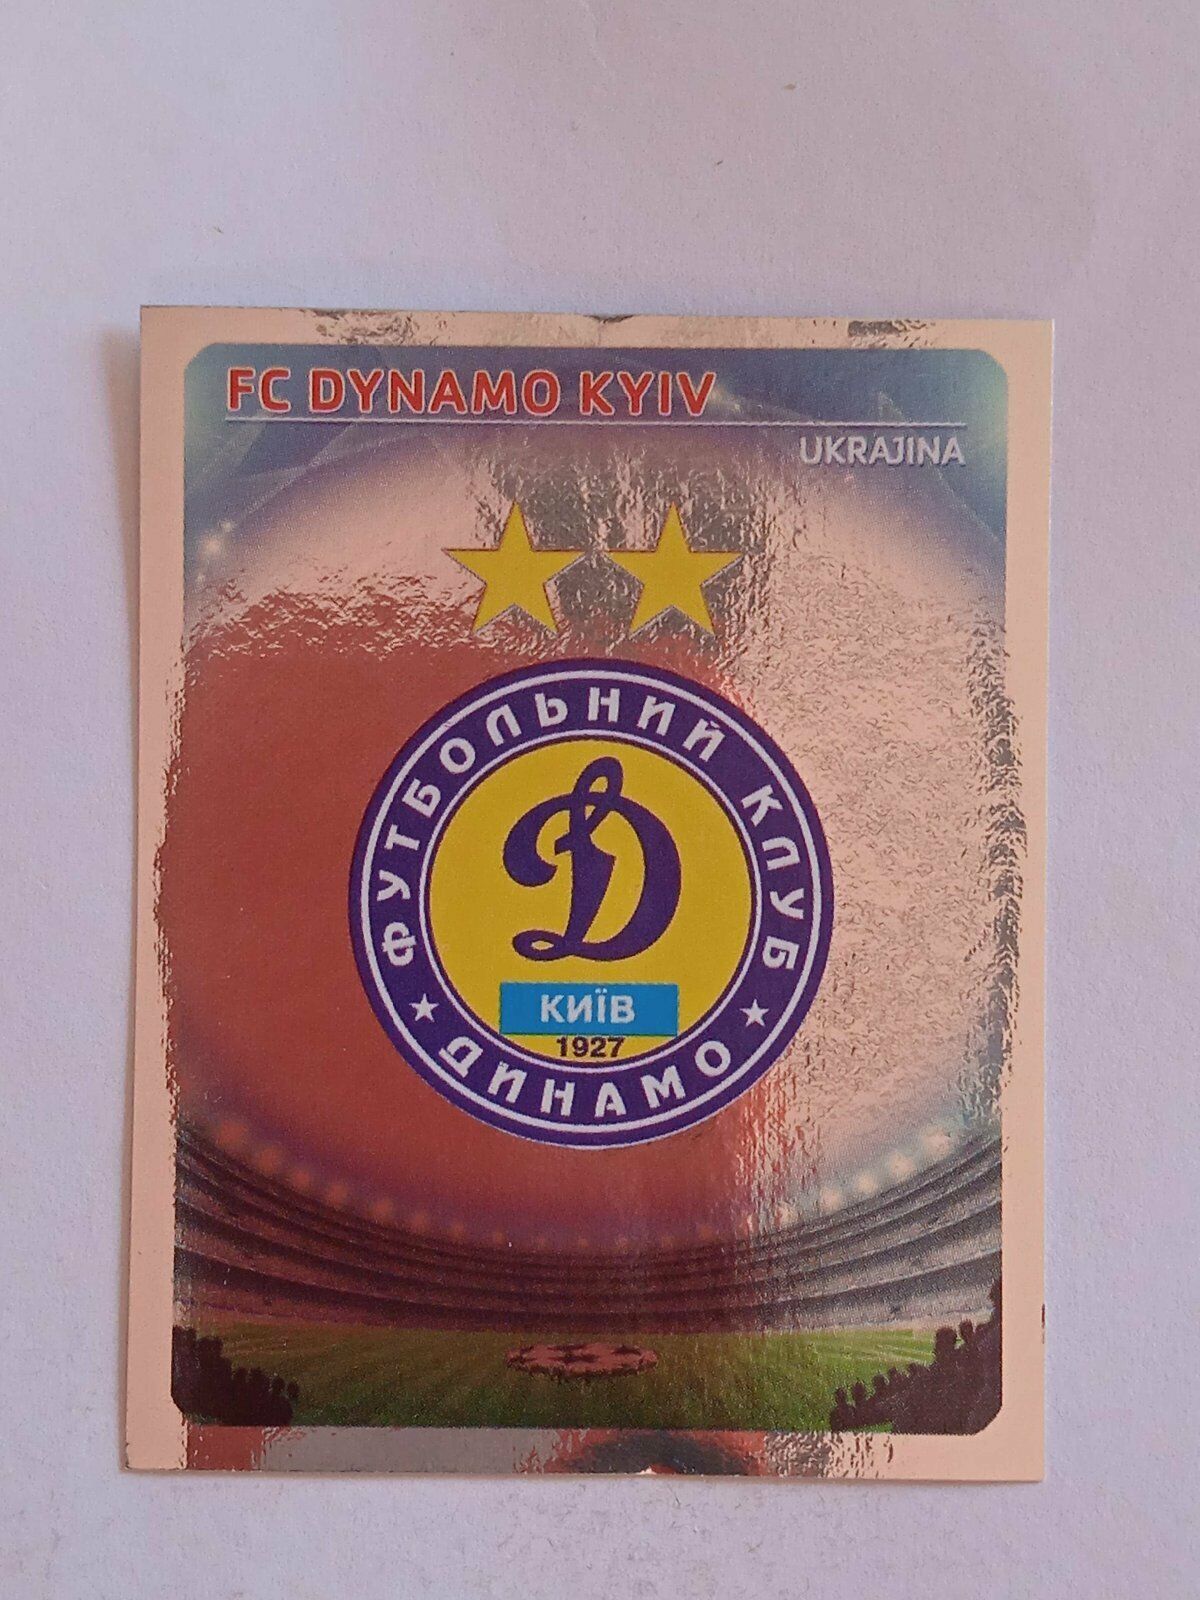 FC DYNAMO KYIV
UKRAJINA
ФУТБОЛЬНИЙ КЛУБ
Д
КИЇВ
1927
ДИНАМО